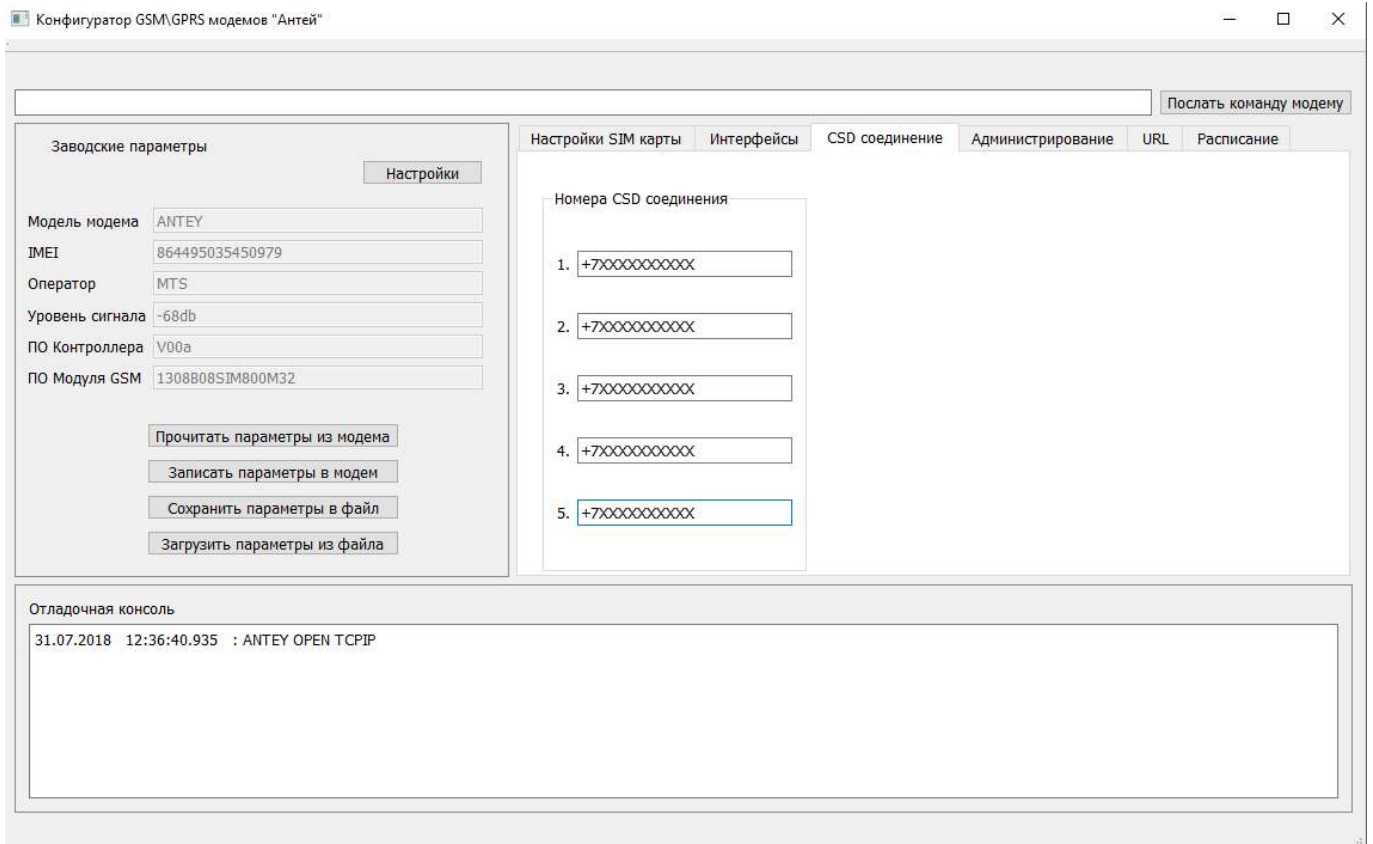 Конфигуратор GSM\GPRS модемов "Антей"
Послать команду модему
Заводские параметры
Настройки
Модель модема ANTEY
IMEI 864495035450979
Оператор MTS
Уровень сигнала -68db
ПО Контроллера V00a
ПО Модуля GSM 1308B08SIM800M32
Прочитать параметры из модема
Записать параметры в модем
Сохранить параметры в файл
Загрузить параметры из файла
Настройки SIM карты Интерфейсы CSD соединение Администрирование URL Расписание
Номера CSD соединения
1. +7XXXXXXXXXX
2. +7XXXXXXXXXX
3. +7XXXXXXXXXX
4. +7XXXXXXXXXX
5. +7XXXXXXXXXX
Отладочная консоль
31.07.2018 12:36:40.935 : ANTEY OPEN TCPIP